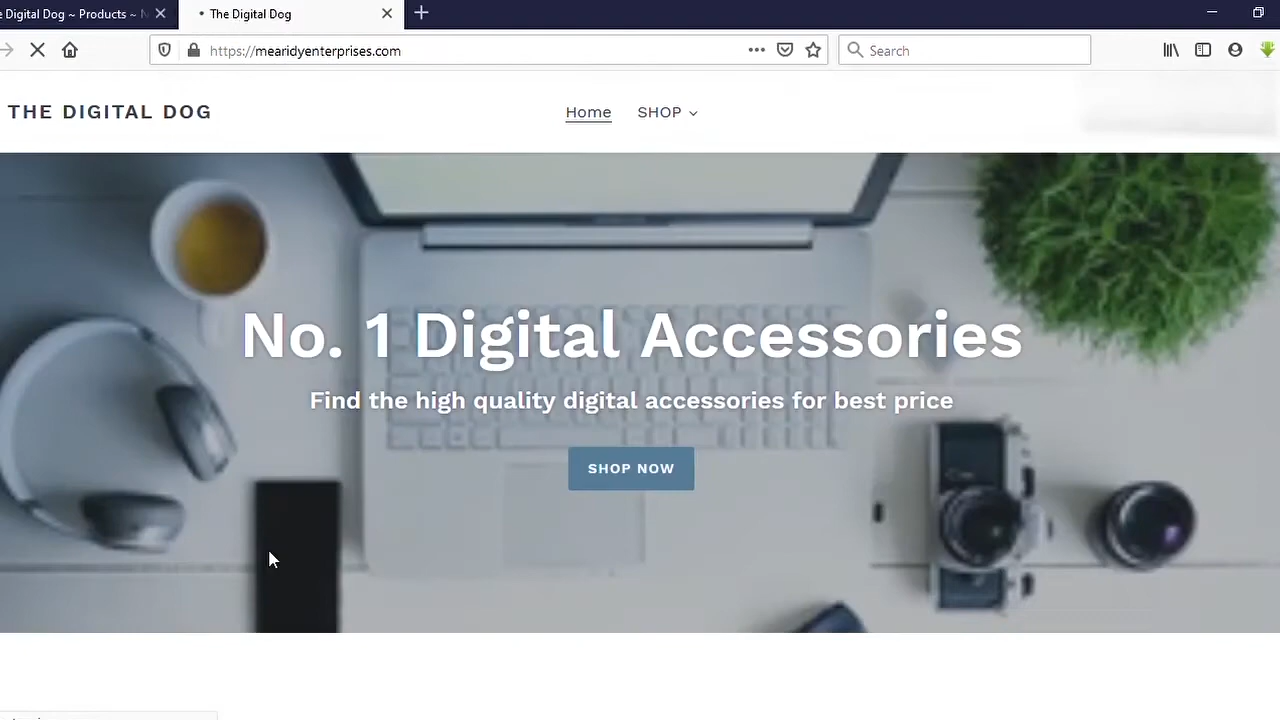 e Digital Dog ~ Products ~
The Digital Dog
https://mearidyenterprises.com
Search
THE DIGITAL DOG
Home
SHOP
No. 1 Digital Accessories
Find the high quality digital accessories for best price
SHOP NOW